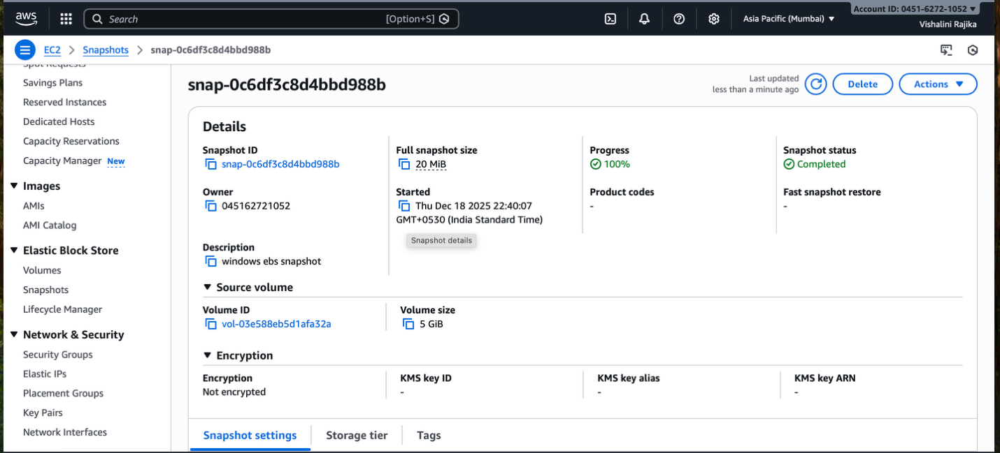 aws
Search [Option+S]
Asia Pacific (Mumbai) ▼
Account ID: 0451-6272-1052 ▼
Vishalini Rajika
EC2 > Snapshots > snap-0c6df3c8d4bbd988b
Spot Requests
Savings Plans
Reserved Instances
Dedicated Hosts
Capacity Reservations
Capacity Manager New
Images
AMIs
AMI Catalog
Elastic Block Store
Volumes
Snapshots
Lifecycle Manager
Network & Security
Security Groups
Elastic IPs
Placement Groups
Key Pairs
Network Interfaces
snap-0c6df3c8d4bbd988b
Last updated
less than a minute ago
Delete
Actions ▼
Details
Snapshot ID
snap-0c6df3c8d4bbd988b
Full snapshot size
20 MiB
Progress
100%
Snapshot status
Completed
Owner
045162721052
Started
Thu Dec 18 2025 22:40:07
GMT+0530 (India Standard Time)
Product codes
-
Fast snapshot restore
-
Snapshot details
Description
windows ebs snapshot
Source volume
Volume ID
vol-03e588eb5d1afa32a
Volume size
5 GiB
Encryption
Encryption
Not encrypted
KMS key ID
-
KMS key alias
-
KMS key ARN
-
Snapshot settings
Storage tier
Tags